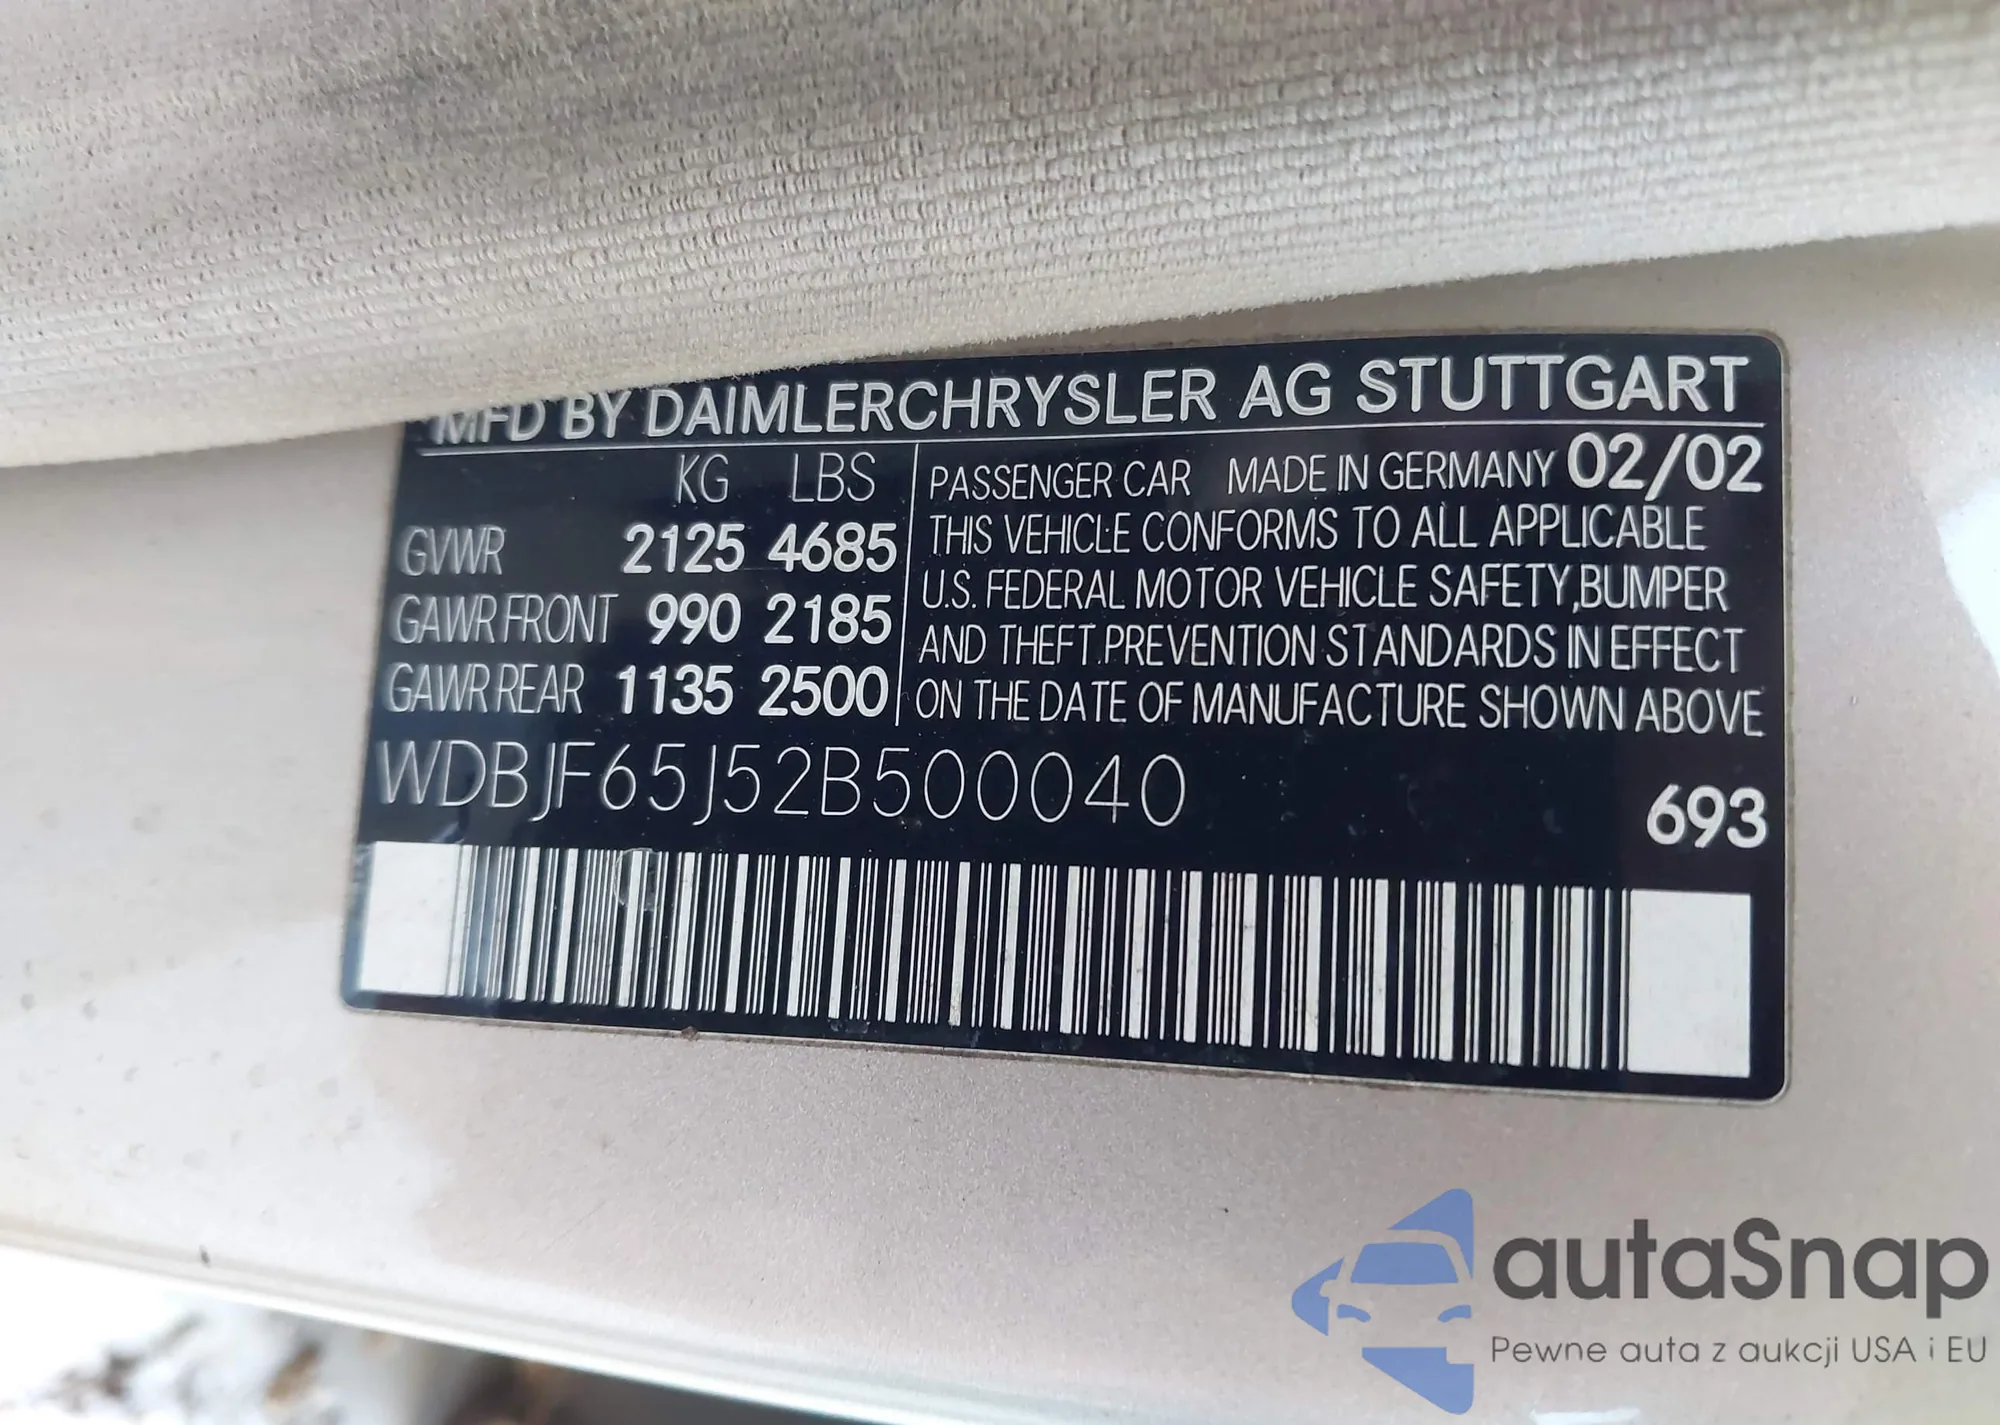 MFD BY DAIMLERCHRYSLER AG STUTTGART
KG LBS
GVWR 2125 4685
GAWR FRONT 990 2185
GAWR REAR 1135 2500
PASSENGER CAR MADE IN GERMANY 02/02
THIS VEHICLE CONFORMS TO ALL APPLICABLE
U.S. FEDERAL MOTOR VEHICLE SAFETY, BUMPER
AND THEFT PREVENTION STANDARDS IN EFFECT
ON THE DATE OF MANUFACTURE SHOWN ABOVE
WDBJF65J52B500040
693
autaSnap
Pewne auta z aukcji USA i EU